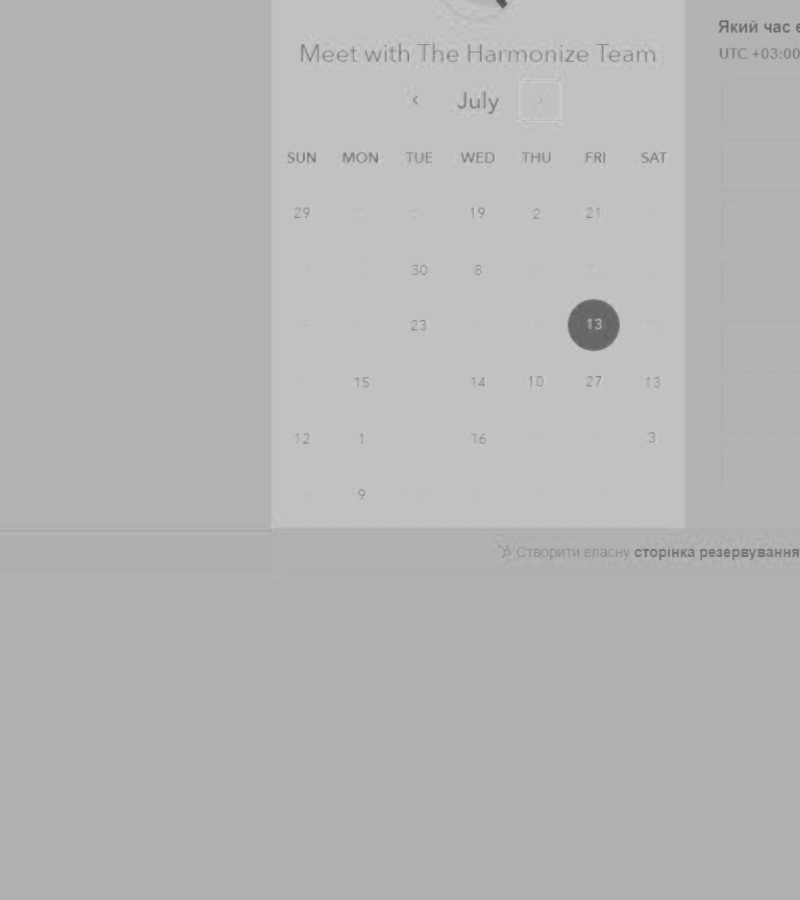 Який час
UTC +03:00
Meet with The Harmonize Team
July
SUN MON TUE WED THU FRI SAT
29 19 2 21
30 8
23 13
15 14 10 27 13
12 1 16 3
9
Створити власну сторінка резервування